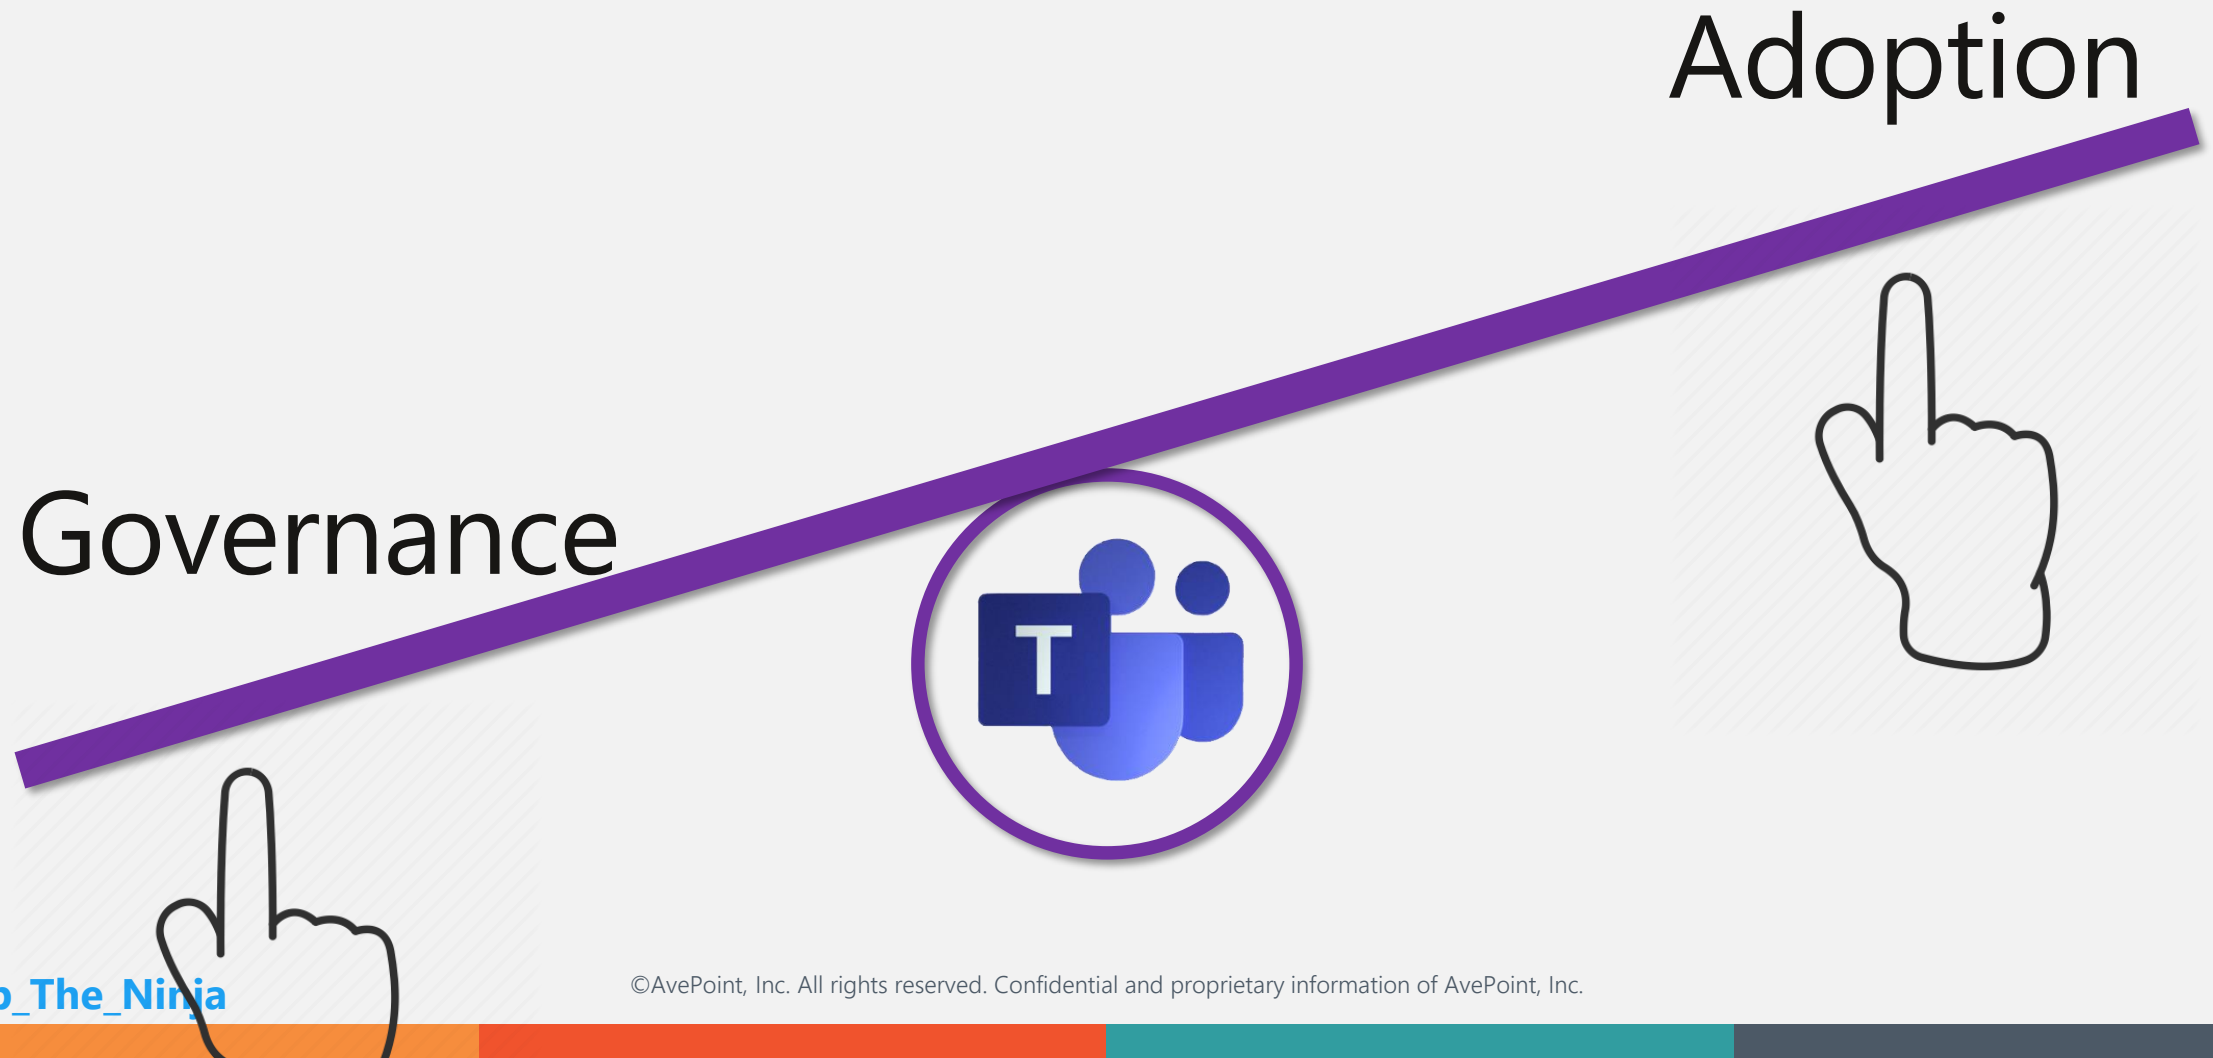 Adoption
Governance
T
_The_Ninja
©AvePoint, Inc. All rights reserved. Confidential and proprietary information of AvePoint, Inc.